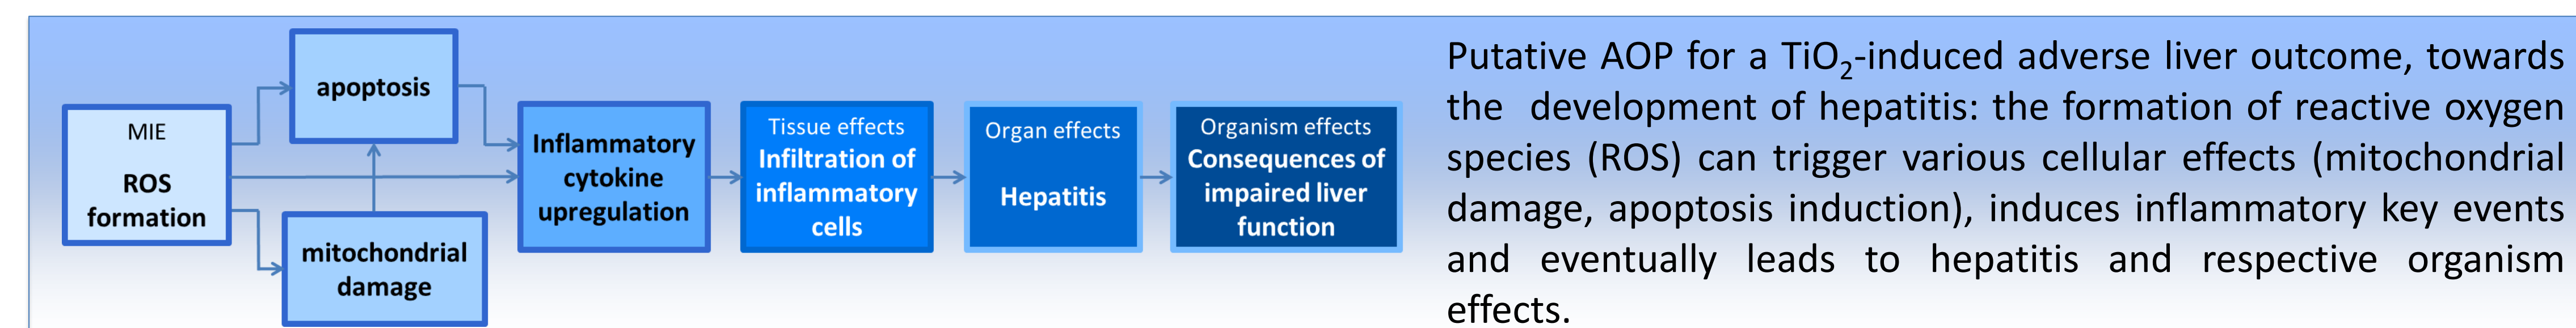 apoptosis
MIE
ROS
formation
mitochondrial
damage
Inflammatory
cytokine
upregulation
Tissue effects
Infiltration of
inflammatory
cells
Organ effects
Hepatitis
Organism effects
Consequences of
impaired liver
function
Putative AOP for a TiO₂-induced adverse liver outcome, towards
the development of hepatitis: the formation of reactive oxygen
species (ROS) can trigger various cellular effects (mitochondrial
damage, apoptosis induction), induces inflammatory key events
and eventually leads to hepatitis and respective organism
effects.